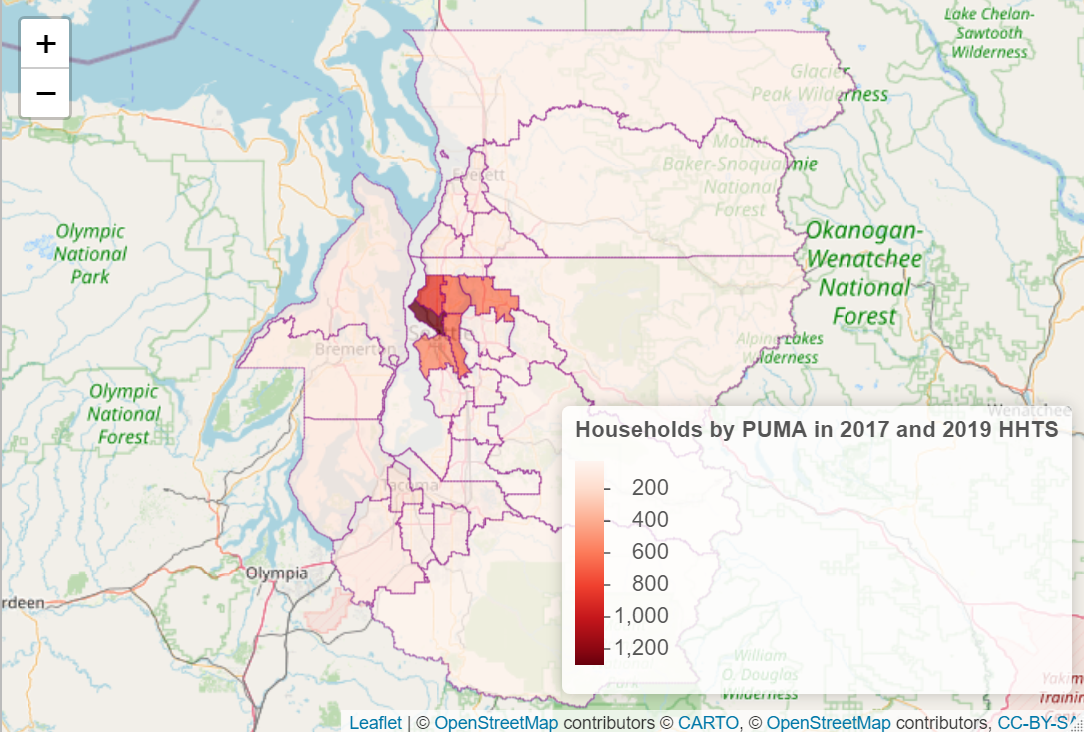 +
−
Lake Chelan-
Sawtooth
Wilderness
Glacier
Peak Wilderness
Mount
Baker-Snoqualmie
National
Forest
Everett
Olympic
National
Park
Okanogan-
Wenatchee
National
Forest
Alpine Lakes
Wilderness
Bremerton
Olympic
National
Forest
Wenatchee
Households by PUMA in 2017 and 2019 HHTS
200
400
600
800
1,000
1,200
Tacoma
Olympia
rdeen
William
O. Douglas
Wilderness
Park
Yakim
Trainin
Leaflet | © OpenStreetMap contributors © CARTO, © OpenStreetMap contributors, CC-BY-SA